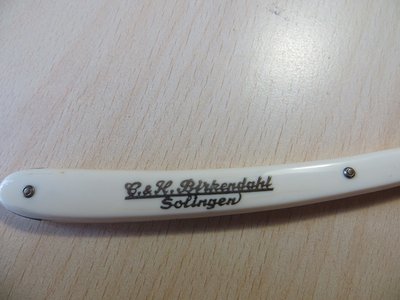 C. & H. Birkendahl
Solingen